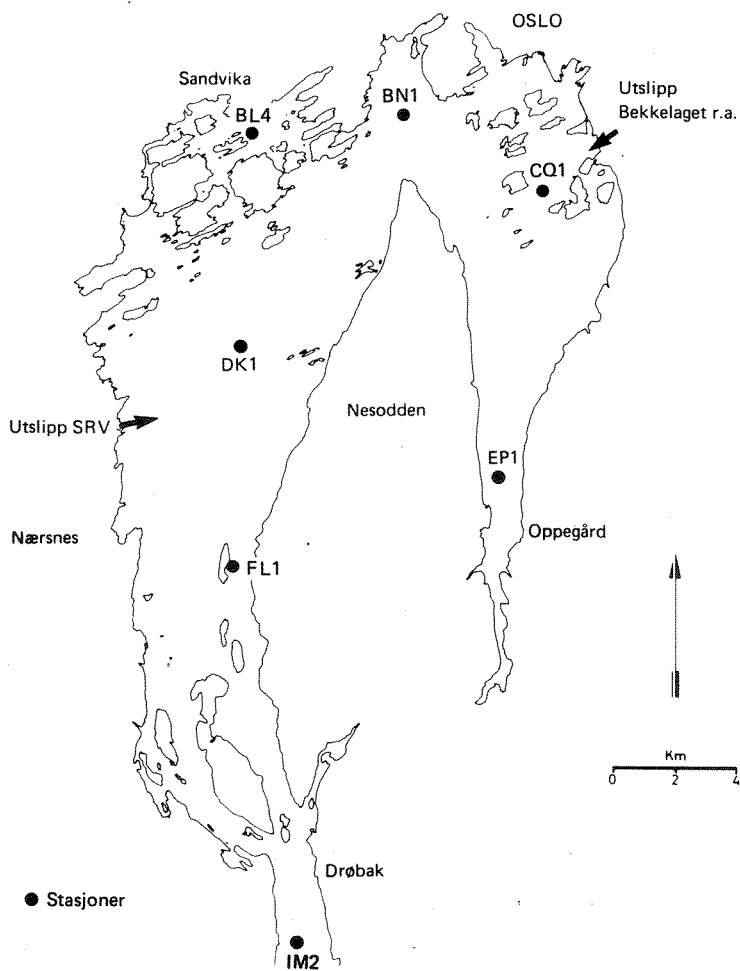 OSLO
Sandvika
BL4
BN1
Utslipp
Bekkelaget r.a.
CQ1
DK1
Nesodden
Utslipp SRV
EP1
Nærsnes
Oppegård
FL1
Km
0 2 4
Drøbak
Stasjoner
IM2